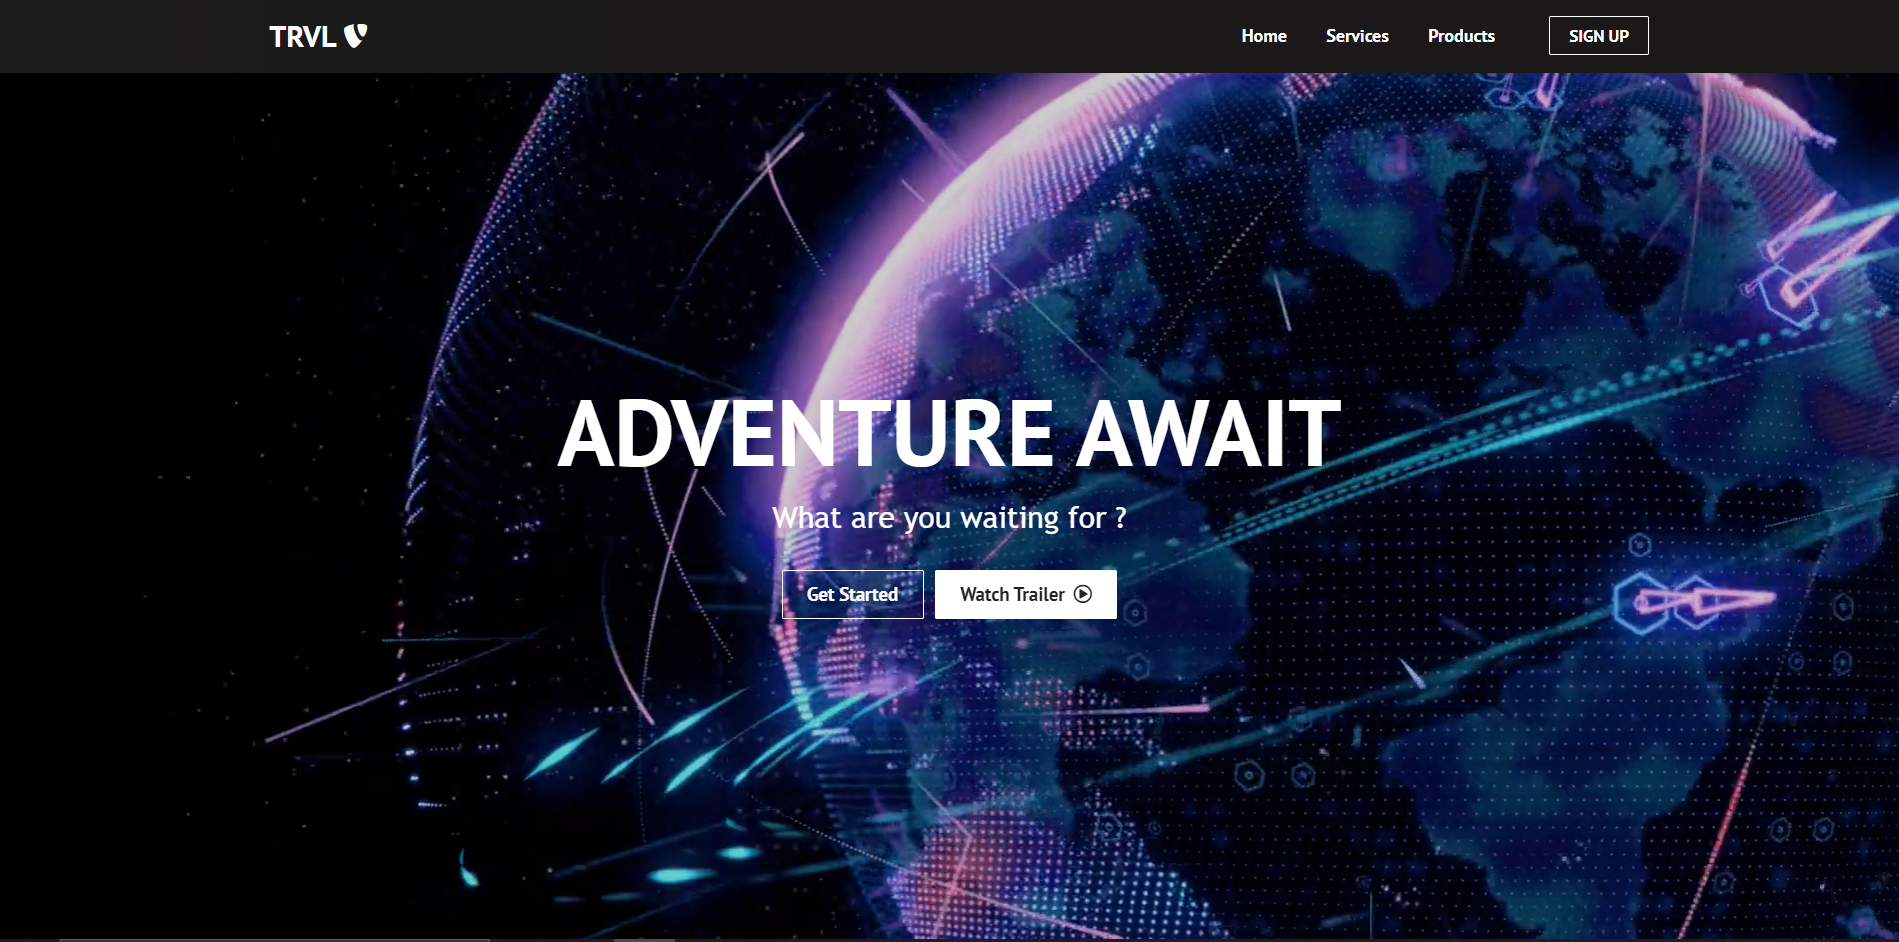 TRVL
Home Services Products SIGN UP
ADVENTURE AWAIT
What are you waiting for ?
Get Started Watch Trailer